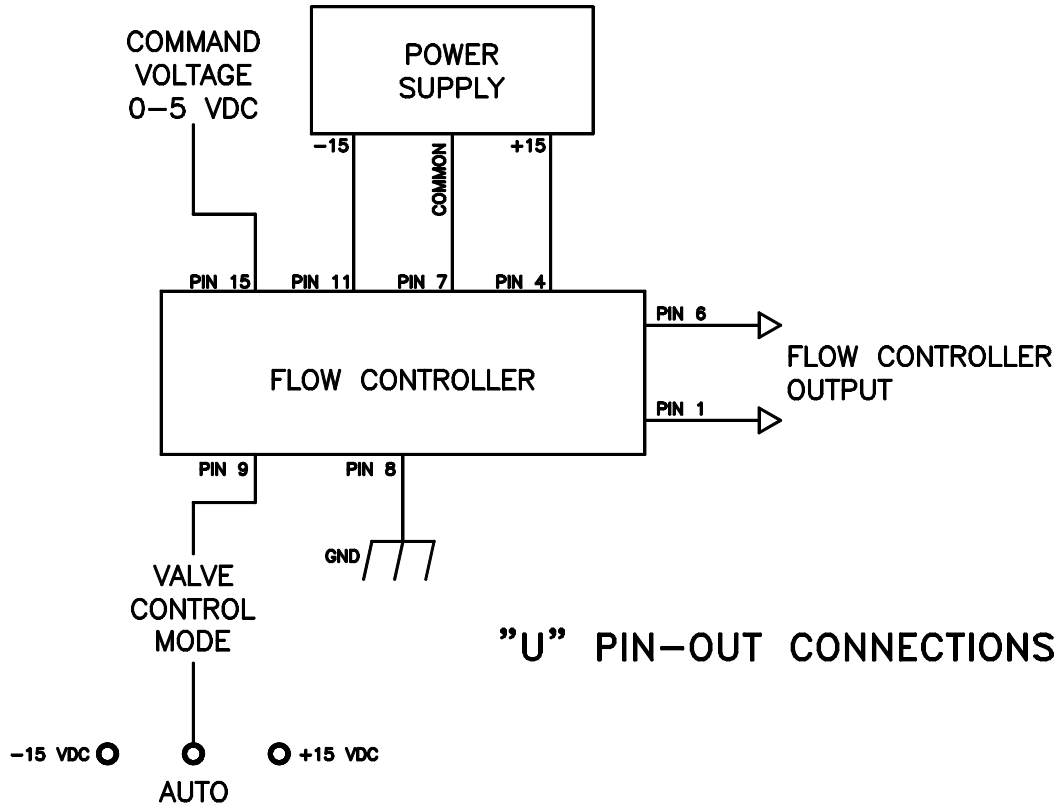 COMMAND
VOLTAGE
0-5 VDC
POWER
SUPPLY
-15
COMMON
+15
PIN 15
PIN 11
PIN 7
PIN 4
PIN 6
FLOW CONTROLLER
OUTPUT
FLOW CONTROLLER
PIN 1
PIN 9
PIN 8
GND
VALVE
CONTROL
MODE
"U" PIN-OUT CONNECTIONS
-15 VDC
+15 VDC
AUTO